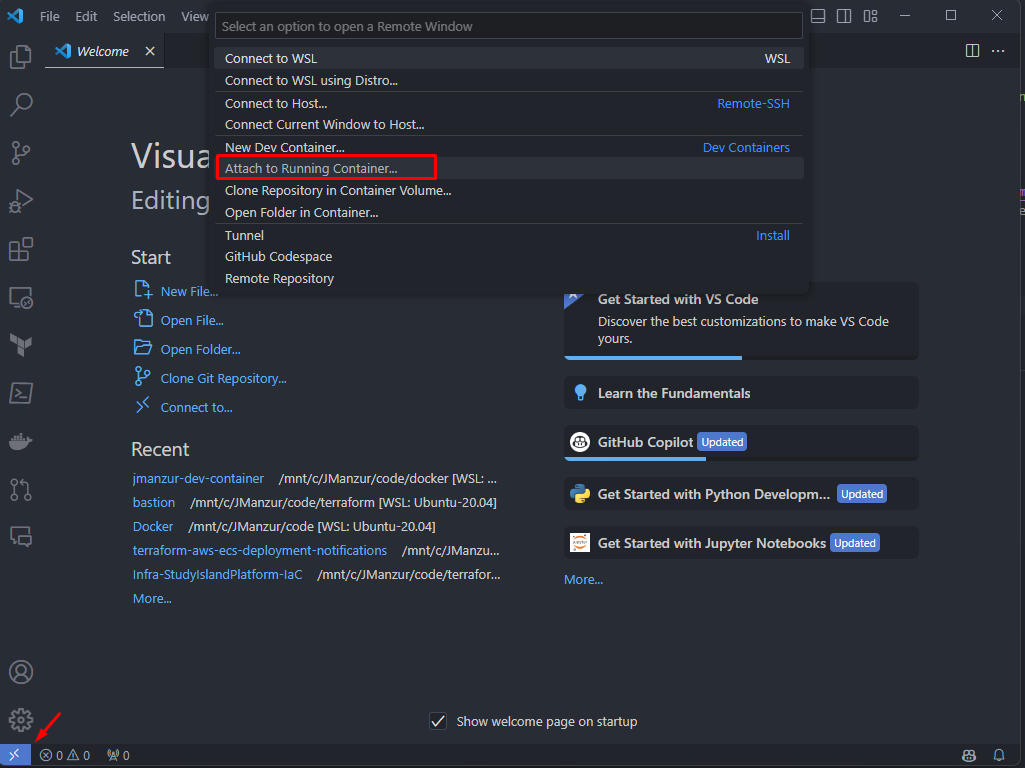 File Edit Selection View
Select an option to open a Remote Window
Welcome
Connect to WSL WSL
Connect to WSL using Distro...
Connect to Host... Remote-SSH
Connect Current Window to Host...
New Dev Container... Dev Containers
Attach to Running Container...
Clone Repository in Container Volume...
Open Folder in Container...
Tunnel Install
GitHub Codespace
Remote Repository
Visua
Editing
Start
New File...
Open File...
Open Folder...
Clone Git Repository...
Connect to...
Recent
jmanzur-dev-container /mnt/c/JManzur/code/docker [WSL: ...
bastion /mnt/c/JManzur/code/terraform [WSL: Ubuntu-20.04]
Docker /mnt/c/JManzur/code [WSL: Ubuntu-20.04]
terraform-aws-ecs-deployment-notifications /mnt/c/JManzu...
Infra-StudyIslandPlatform-IaC /mnt/c/JManzur/code/terrafor...
More...
Get Started with VS Code
Discover the best customizations to make VS Code
yours.
Learn the Fundamentals
GitHub Copilot Updated
Get Started with Python Developm... Updated
Get Started with Jupyter Notebooks Updated
More...
Show welcome page on startup
0 0 0